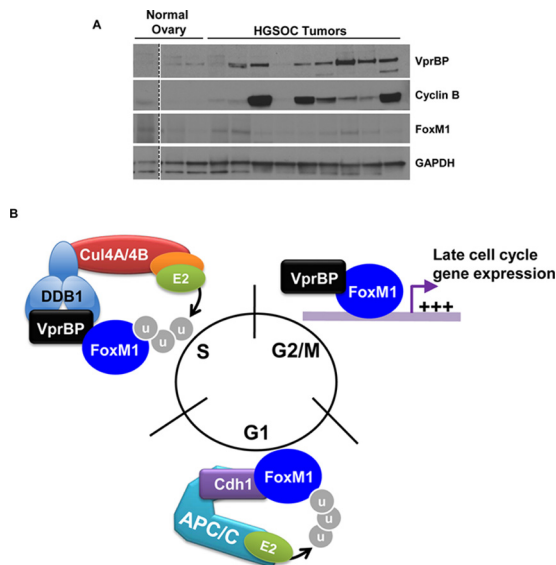 A
Normal
Ovary
HGSOC Tumors
VprBP
Cyclin B
FoxM1
GAPDH
B
Cul4A/4B
E2
DDB1
VprBP
FoxM1
u
u
u
S
G2/M
G1
VprBP
FoxM1
Late cell cycle
gene expression
+++
Cdh1
FoxM1
APC/C
E2
u
u
u